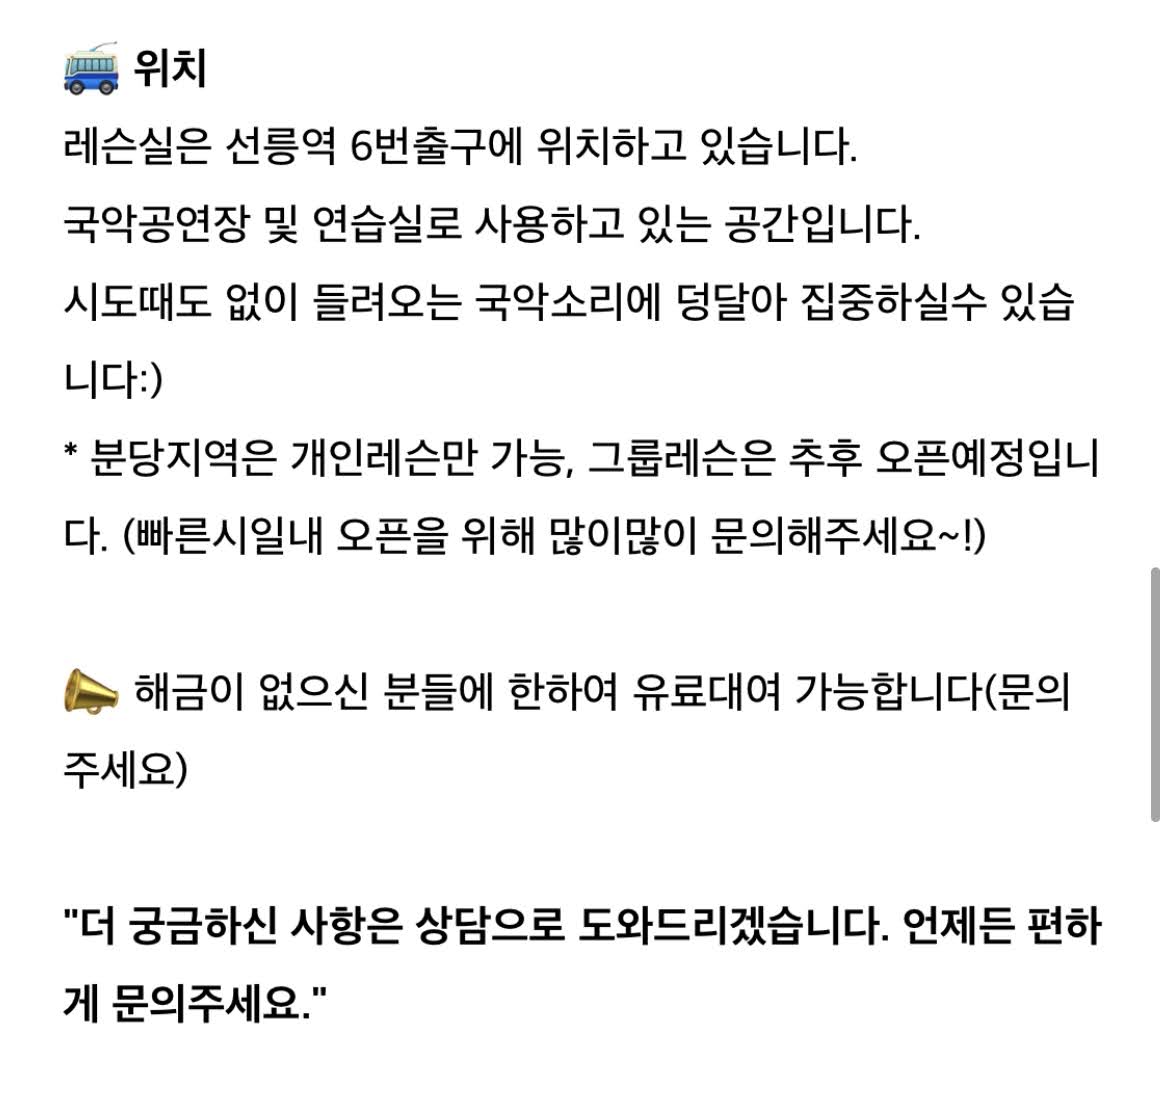 🚎 위치
레슨실은 선릉역 6번출구에 위치하고 있습니다.
국악공연장 및 연습실로 사용하고 있는 공간입니다.
시도때도 없이 들려오는 국악소리에 덩달아 집중하실수 있습
니다:)
* 분당지역은 개인레슨만 가능, 그룹레슨은 추후 오픈예정입니
다. (빠른시일내 오픈을 위해 많이많이 문의해주세요~!)
📣 해금이 없으신 분들에 한하여 유료대여 가능합니다(문의
주세요)
"더 궁금하신 사항은 상담으로 도와드리겠습니다. 언제든 편하
게 문의주세요."